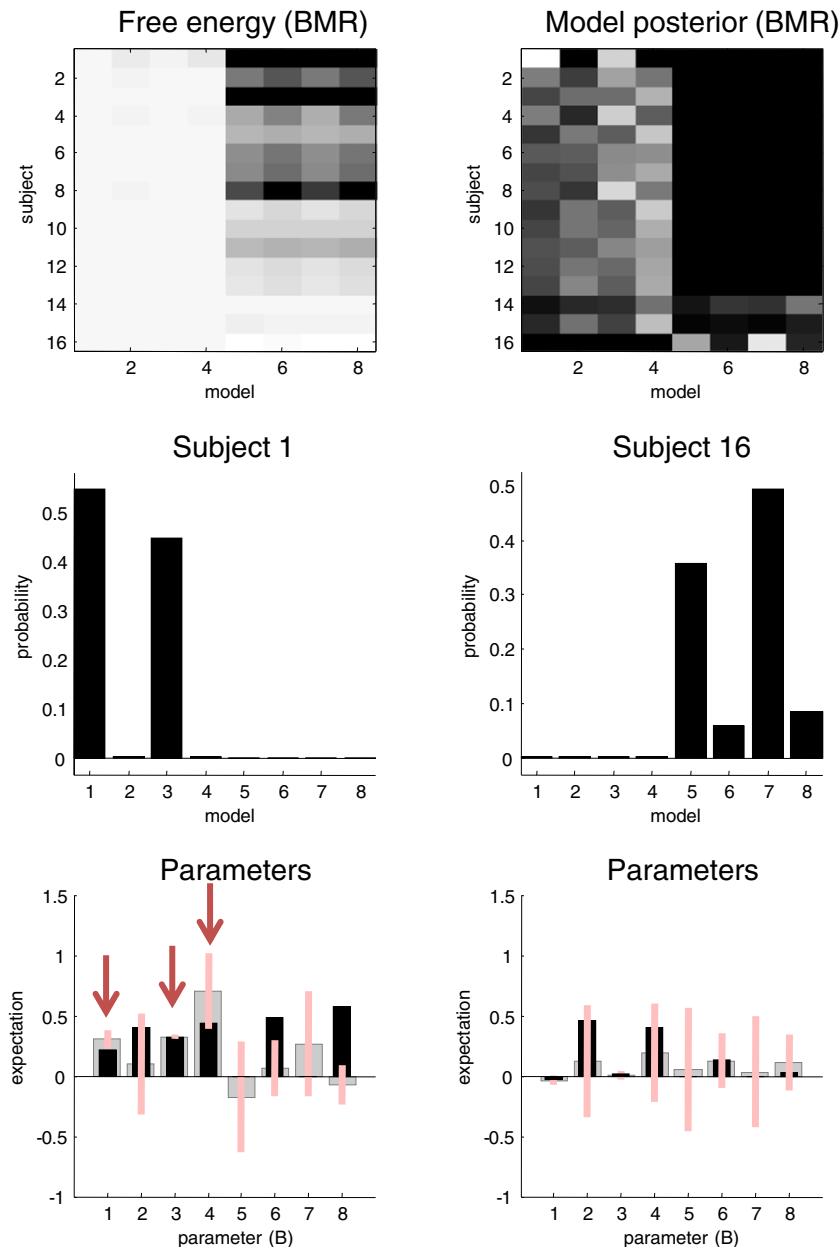 Free energy (BMR)
2
4
6
8
10
12
14
16
subject
2 4 6 8
model
Model posterior (BMR)
2
4
6
8
10
12
14
16
subject
2 4 6 8
model
Subject 1
0.5
0.4
0.3
0.2
0.1
0
probability
1 2 3 4 5 6 7 8
model
Subject 16
0.5
0.4
0.3
0.2
0.1
0
probability
1 2 3 4 5 6 7 8
model
Parameters
1.5
1
0.5
0
-0.5
-1
expectation
1 2 3 4 5 6 7 8
parameter (B)
Parameters
1.5
1
0.5
0
-0.5
-1
expectation
1 2 3 4 5 6 7 8
parameter (B)